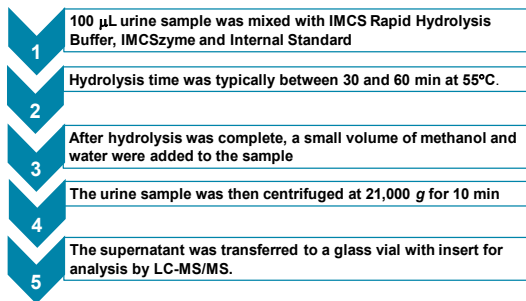 1
100 µL urine sample was mixed with IMCS Rapid Hydrolysis
Buffer, IMCSzyme and Internal Standard
2
Hydrolysis time was typically between 30 and 60 min at 55ºC.
3
After hydrolysis was complete, a small volume of methanol and
water were added to the sample
4
The urine sample was then centrifuged at 21,000 g for 10 min
5
The supernatant was transferred to a glass vial with insert for
analysis by LC-MS/MS.